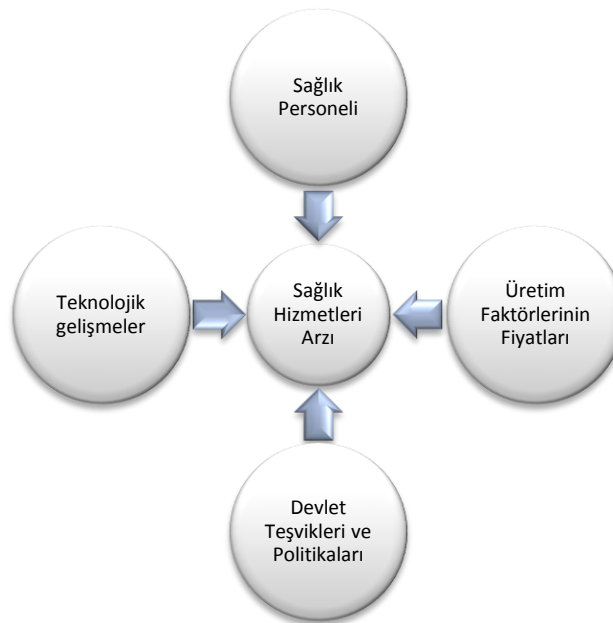 Sağlık
Personeli
Teknolojik
gelişmeler
Sağlık
Hizmetleri
Arzı
Üretim
Faktörlerinin
Fiyatları
Devlet
Teşvikleri ve
Politikaları